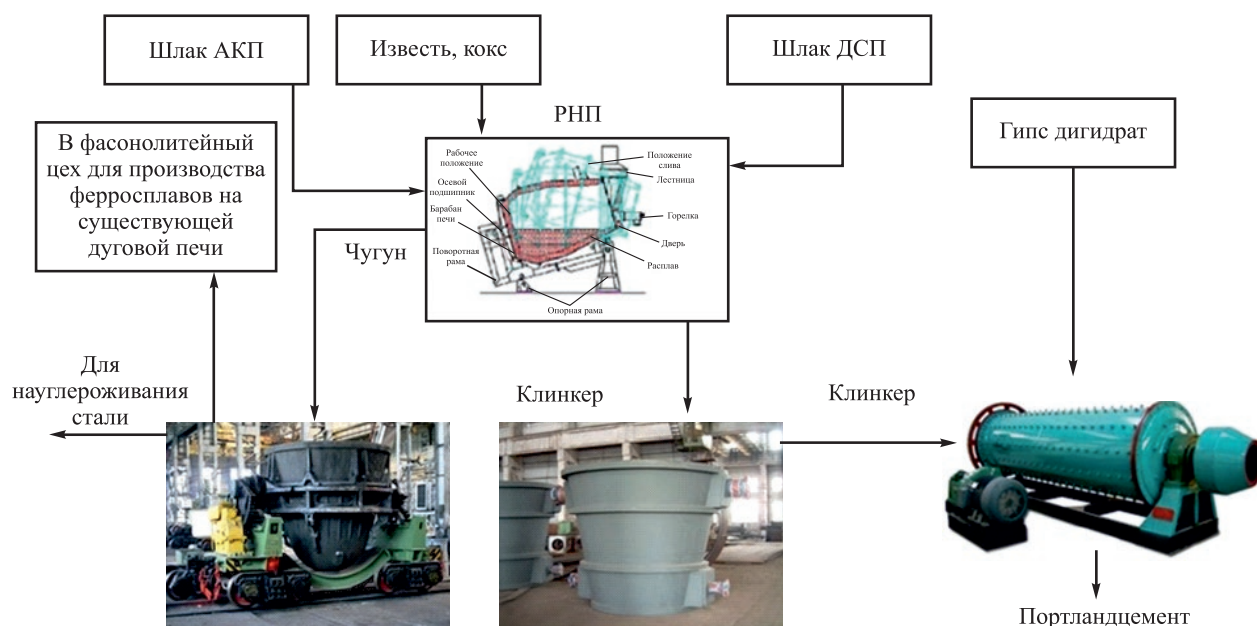 Шлак АКП
Известь, кокс
Шлак ДСП
РНП
Гипс дигидрат
В фасонолитейный
цех для производства
ферросплавов на
существующей
дуговой печи
Рабочее
положение
Осевой
подшипник
Барабан
печи
Поворотная
рама
Положение
слива
Лестница
Горелка
Дверь
Расплав
Опорная рама
Чугун
Для
науглероживания
стали
Клинкер
Клинкер
Портландцемент